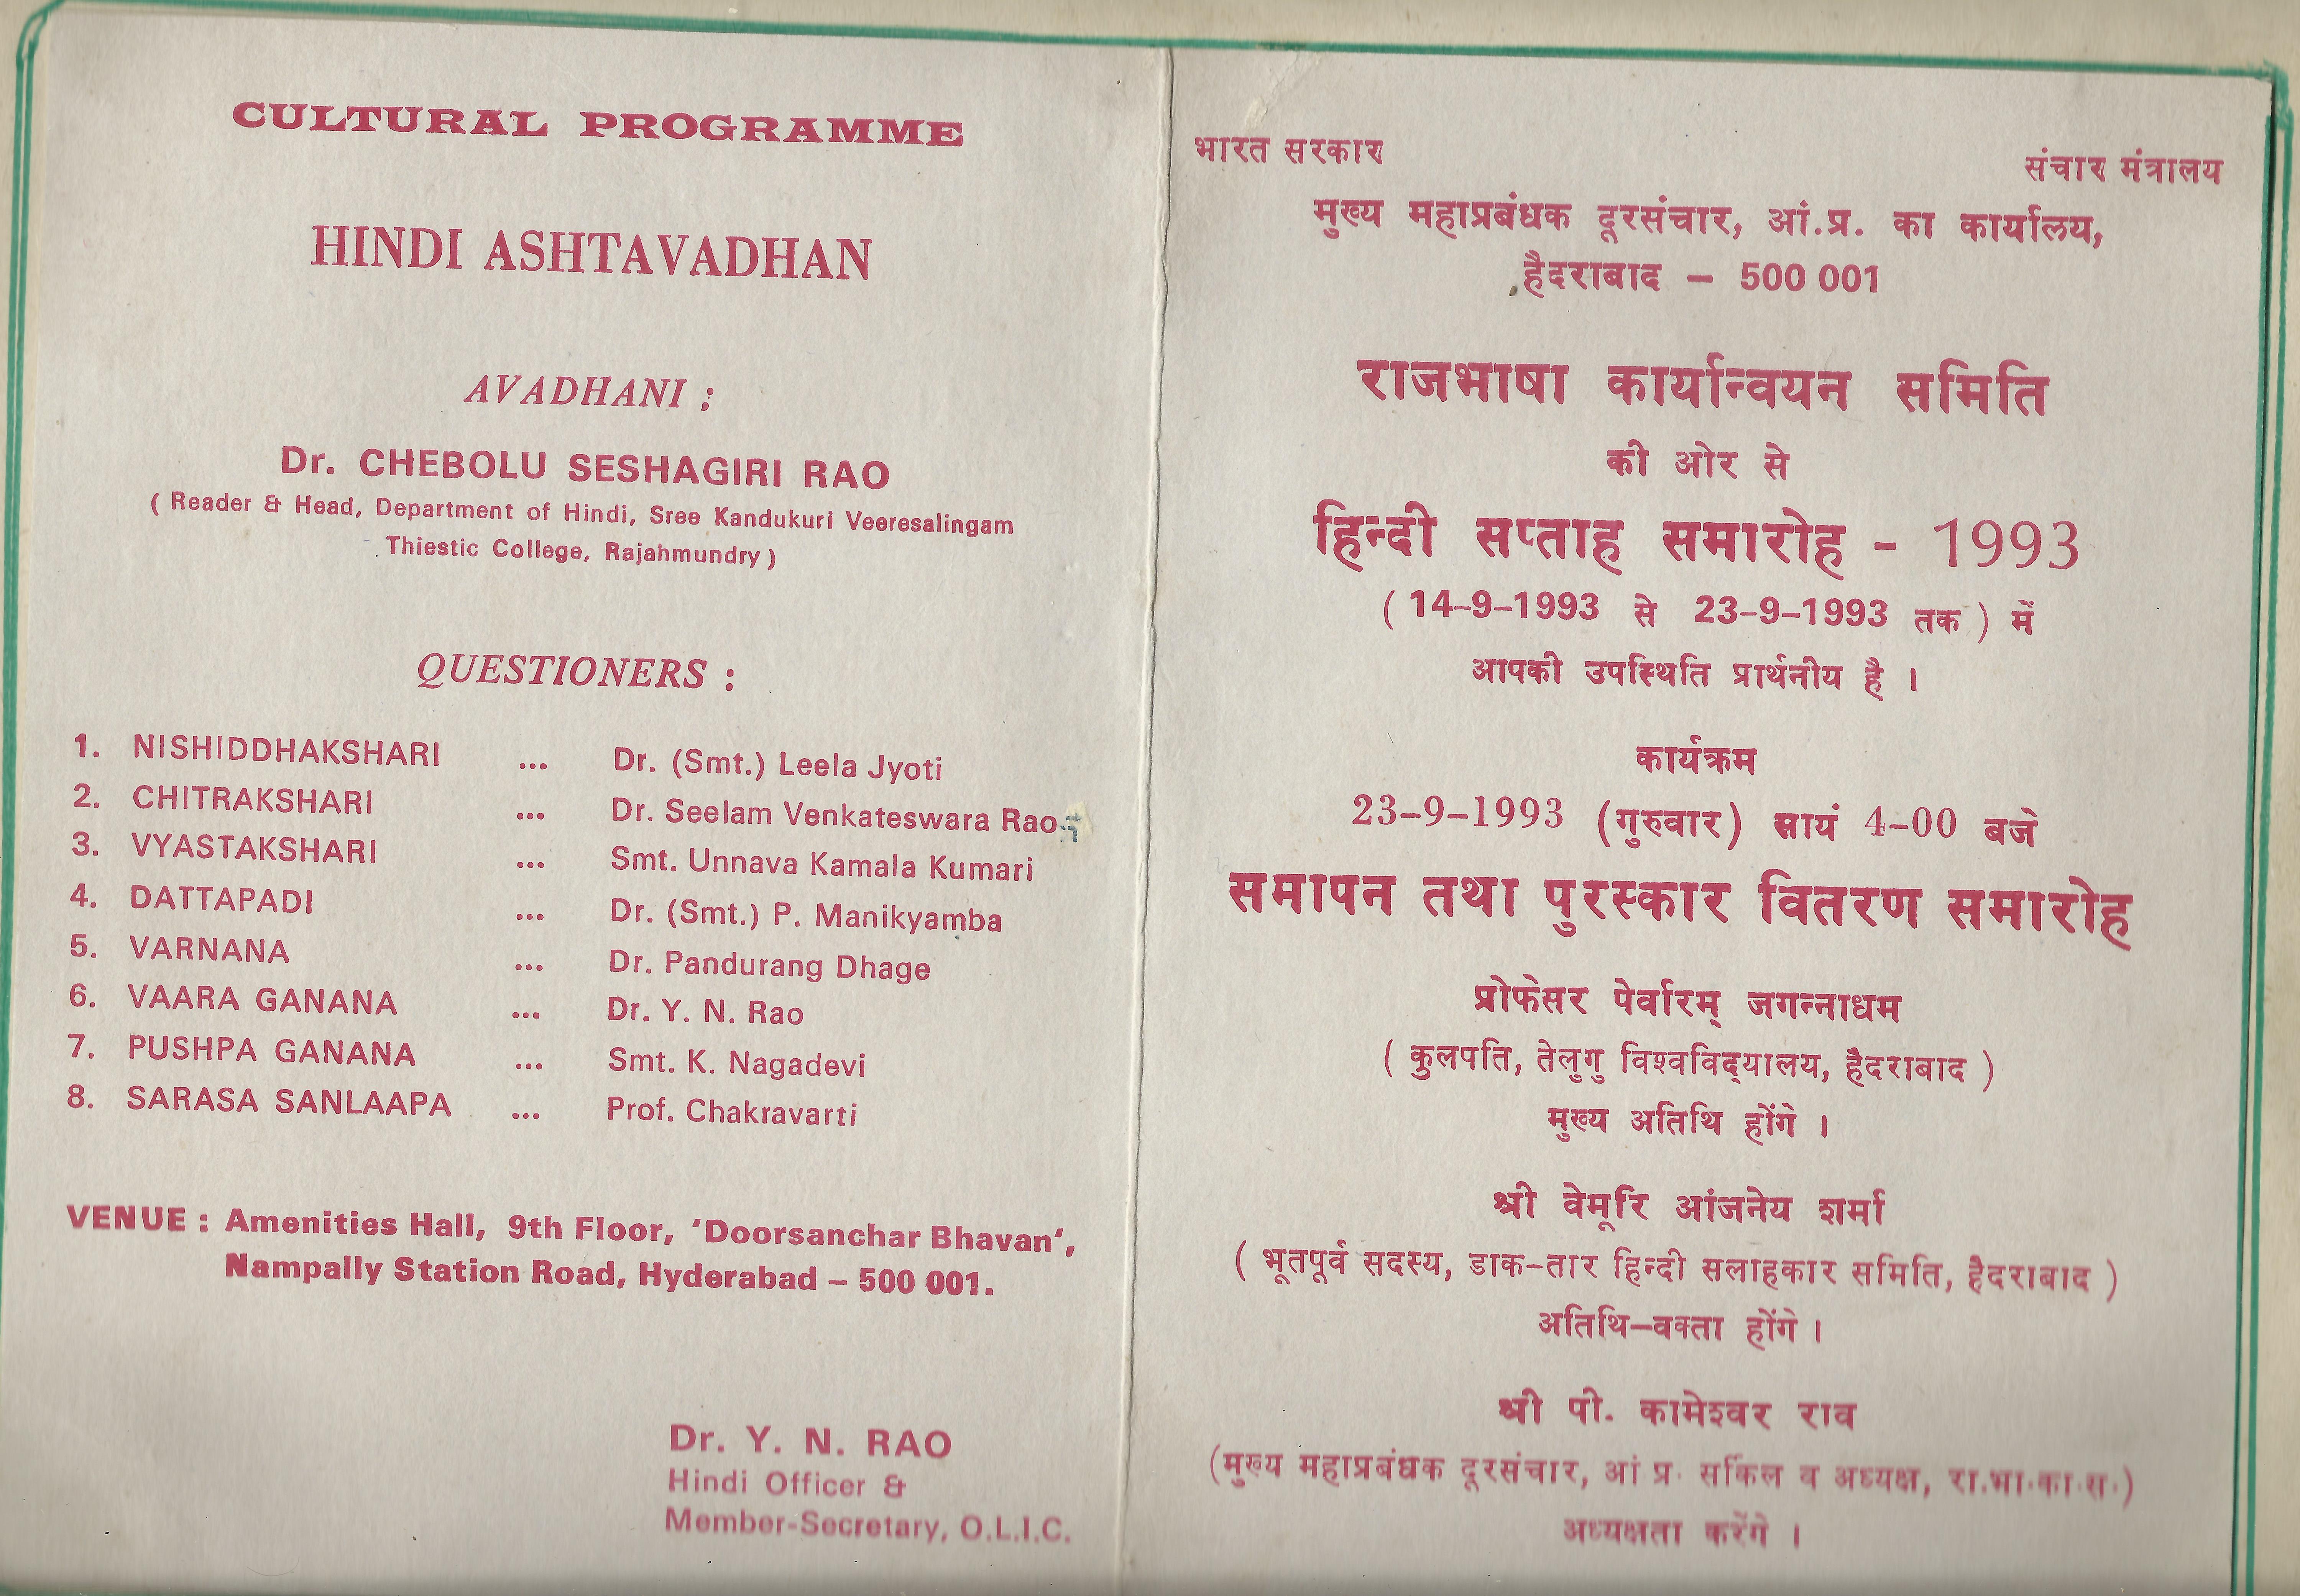 CULTURAL PROGRAMME
HINDI ASHTAVADHAN
AVADHANI :
Dr. CHEBOLU SESHAGIRI RAO
( Reader & Head, Department of Hindi, Sree Kandukuri Veeresalingam
Thiestic College, Rajahmundry )
QUESTIONERS :
1. NISHIDDHAKSHARI ... Dr. (Smt.) Leela Jyoti
2. CHITRAKSHARI ... Dr. Seelam Venkateswara Rao
3. VYASTAKSHARI ... Smt. Unnava Kamala Kumari
4. DATTAPADI ... Dr. (Smt.) P. Manikyamba
5. VARNANA ... Dr. Pandurang Dhage
6. VAARA GANANA ... Dr. Y. N. Rao
7. PUSHPA GANANA ... Smt. K. Nagadevi
8. SARASA SANLAAPA ... Prof. Chakravarti
VENUE : Amenities Hall, 9th Floor, ‘Doorsanchar Bhavan‘,
Nampally Station Road, Hyderabad – 500 001.
Dr. Y. N. RAO
Hindi Officer &
Member-Secretary, O.L.I.C.
भारत सरकार संचार मंत्रालय
मुख्य महाप्रबंधक दूरसंचार, आं.प्र. का कार्यालय,
हैदराबाद – 500 001
राजभाषा कार्यान्वयन समिति
की ओर से
हिन्दी सप्ताह समारोह - 1993
( 14–9–1993 से 23–9–1993 तक ) में
आपकी उपस्थिति प्रार्थनीय है ।
कार्यक्रम
23–9–1993 (गुरुवार) सायं 4–00 बजे
समापन तथा पुरस्कार वितरण समारोह
प्रोफेसर पेर्वारम् जगन्नाधम
( कुलपति, तेलुगु विश्वविद्यालय, हैदराबाद )
मुख्य अतिथि होंगे ।
श्री वेमूरि आंजनेय शर्मा
( भूतपूर्व सदस्य, डाक–तार हिन्दी सलाहकार समिति, हैदराबाद )
अतिथि–वक्ता होंगे ।
श्री पी. कामेश्वर राव
(मुख्य महाप्रबंधक दूरसंचार, आं प्र. सर्किल व अध्यक्ष, रा.भा.का.स.)
अध्यक्षता करेंगे ।